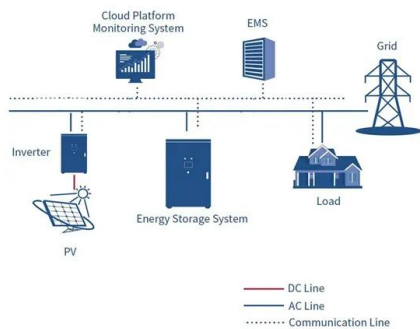 Cloud Platform
Monitoring System
EMS
Grid
Inverter
Energy Storage System
Load
PV
DC Line
AC Line
Communication Line